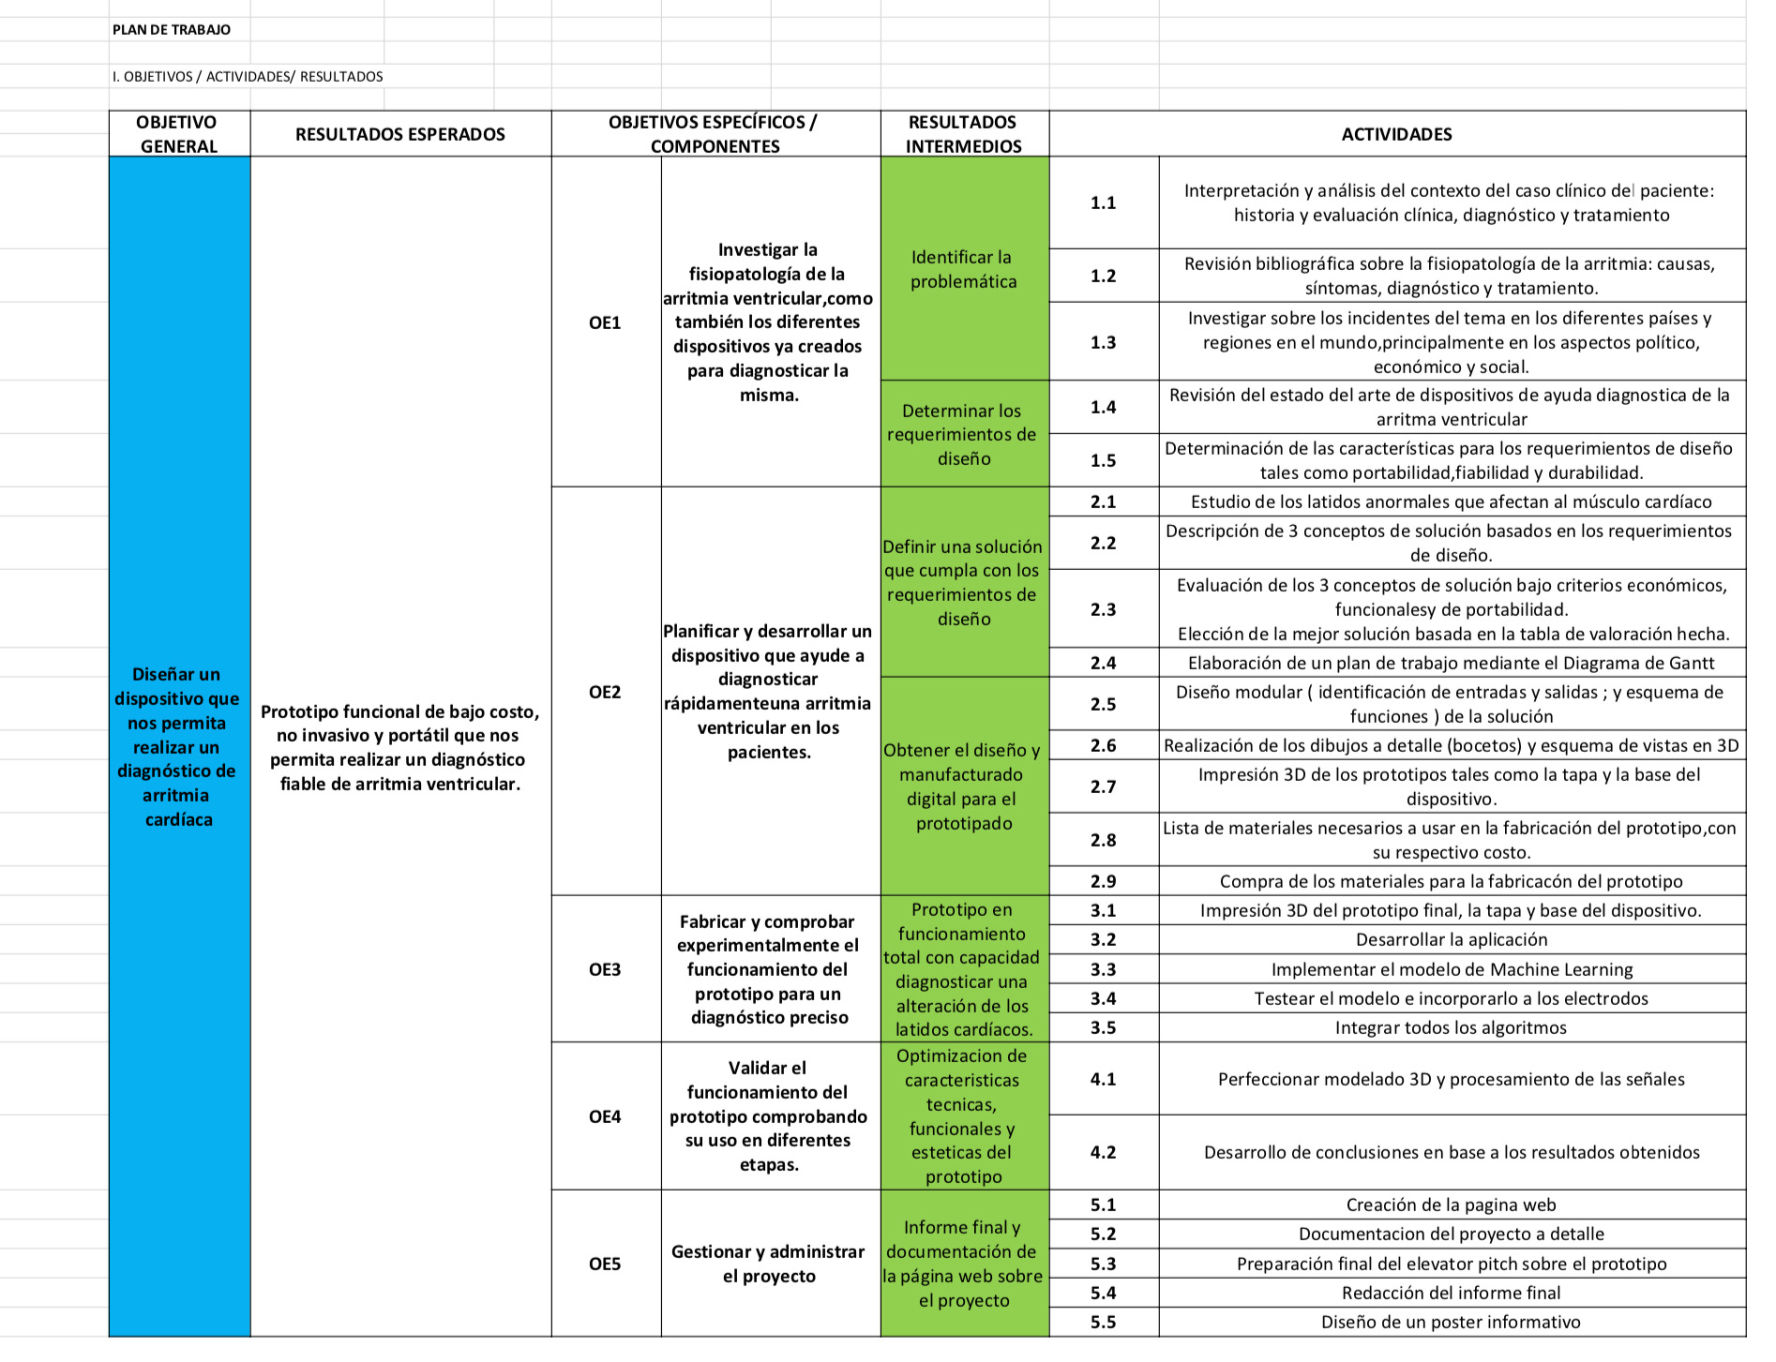 PLAN DE TRABAJO
I. OBJETIVOS / ACTIVIDADES/ RESULTADOS
OBJETIVO
GENERAL
RESULTADOS ESPERADOS
OBJETIVOS ESPECÍFICOS /
COMPONENTES
RESULTADOS
INTERMEDIOS
ACTIVIDADES
Diseñar un
dispositivo que
nos permita
realizar un
diagnóstico de
arritmia
cardíaca
Prototipo funcional de bajo costo,
no invasivo y portátil que nos
permita realizar un diagnóstico
fiable de arritmia ventricular.
OE1
Investigar la
fisiopatología de la
arritmia ventricular,como
también los diferentes
dispositivos ya creados
para diagnosticar la
misma.
Identificar la
problemática
1.1
Interpretación y análisis del contexto del caso clínico del paciente:
historia y evaluación clínica, diagnóstico y tratamiento
1.2
Revisión bibliográfica sobre la fisiopatología de la arritmia: causas,
síntomas, diagnóstico y tratamiento.
1.3
Investigar sobre los incidentes del tema en los diferentes países y
regiones en el mundo,principalmente en los aspectos político,
económico y social.
Determinar los
requerimientos de
diseño
1.4
Revisión del estado del arte de dispositivos de ayuda diagnostica de la
arritma ventricular
1.5
Determinación de las características para los requerimientos de diseño
tales como portabilidad,fiabilidad y durabilidad.
OE2
Planificar y desarrollar un
dispositivo que ayude a
diagnosticar
rápidamenteuna arritmia
ventricular en los
pacientes.
Definir una solución
que cumpla con los
requerimientos de
diseño
2.1
Estudio de los latidos anormales que afectan al músculo cardíaco
2.2
Descripción de 3 conceptos de solución basados en los requerimientos
de diseño.
2.3
Evaluación de los 3 conceptos de solución bajo criterios económicos,
funcionalesy de portabilidad.
Elección de la mejor solución basada en la tabla de valoración hecha.
2.4
Elaboración de un plan de trabajo mediante el Diagrama de Gantt
Obtener el diseño y
manufacturado
digital para el
prototipado
2.5
Diseño modular ( identificación de entradas y salidas ; y esquema de
funciones ) de la solución
2.6
Realización de los dibujos a detalle (bocetos) y esquema de vistas en 3D
2.7
Impresión 3D de los prototipos tales como la tapa y la base del
dispositivo.
2.8
Lista de materiales necesarios a usar en la fabricación del prototipo,con
su respectivo costo.
2.9
Compra de los materiales para la fabricacón del prototipo
OE3
Fabricar y comprobar
experimentalmente el
funcionamiento del
prototipo para un
diagnóstico preciso
Prototipo en
funcionamiento
total con capacidad
diagnosticar una
alteración de los
latidos cardíacos.
3.1
Impresión 3D del prototipo final, la tapa y base del dispositivo.
3.2
Desarrollar la aplicación
3.3
Implementar el modelo de Machine Learning
3.4
Testear el modelo e incorporarlo a los electrodos
3.5
Integrar todos los algoritmos
OE4
Validar el
funcionamiento del
prototipo comprobando
su uso en diferentes
etapas.
Optimizacion de
caracteristicas
tecnicas,
funcionales y
esteticas del
prototipo
4.1
Perfeccionar modelado 3D y procesamiento de las señales
4.2
Desarrollo de conclusiones en base a los resultados obtenidos
OE5
Gestionar y administrar
el proyecto
Informe final y
documentación de
la página web sobre
el proyecto
5.1
Creación de la pagina web
5.2
Documentacion del proyecto a detalle
5.3
Preparación final del elevator pitch sobre el prototipo
5.4
Redacción del informe final
5.5
Diseño de un poster informativo